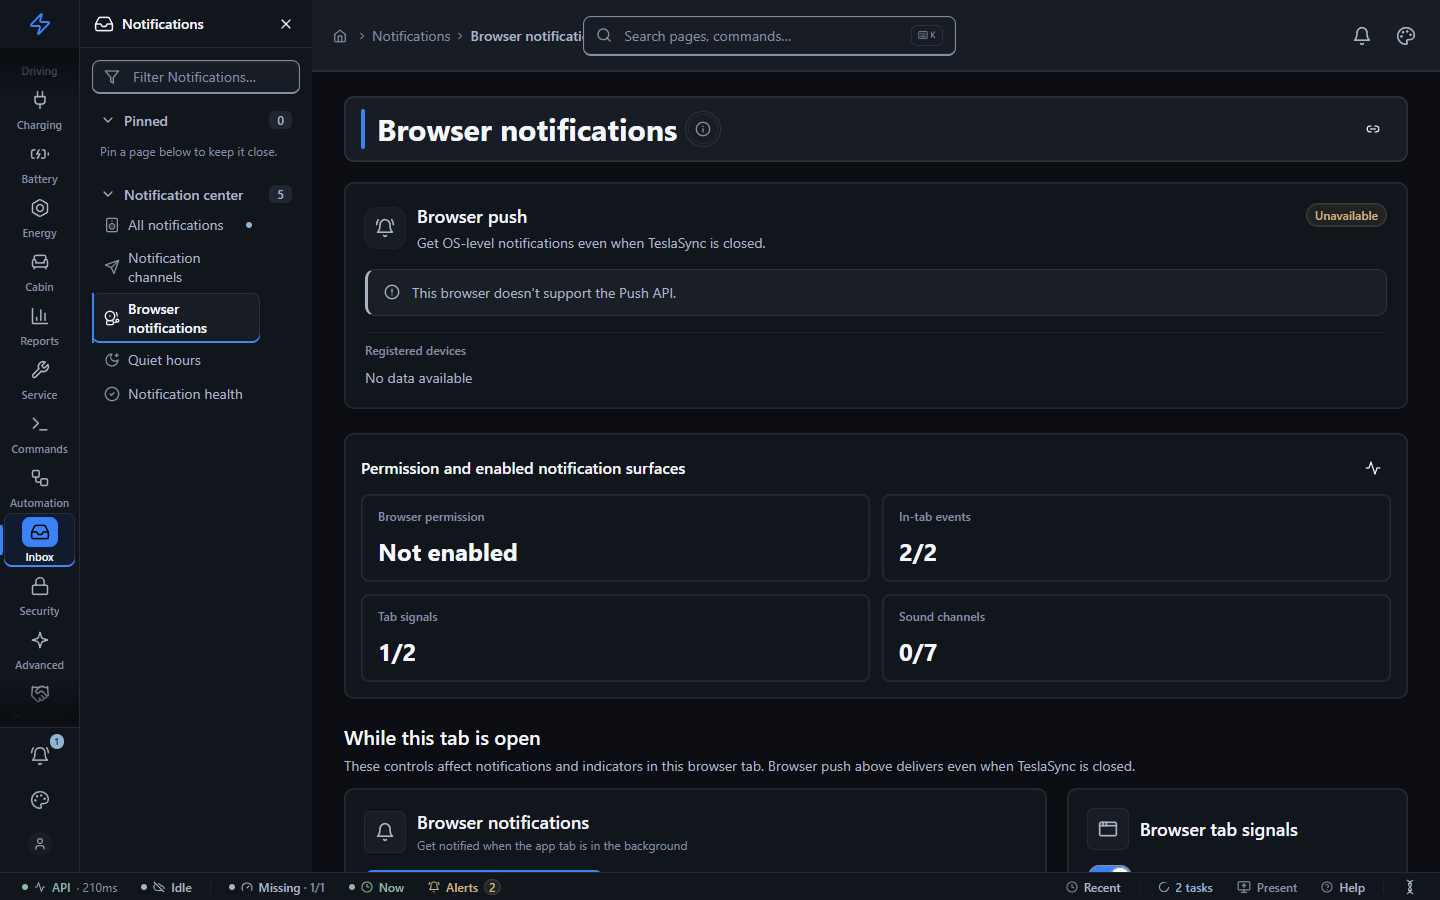 Notifications
Filter Notifications...
Pinned
0
Pin a page below to keep it close.
Notification center
5
All notifications
Notification
channels
Browser
notifications
Quiet hours
Notification health
Driving
Charging
Battery
Energy
Cabin
Reports
Service
Commands
Automation
Inbox
Security
Advanced
1
Notifications
Browser notificati
Search pages, commands...
K
Browser notifications
Browser push
Get OS-level notifications even when TeslaSync is closed.
Unavailable
This browser doesn't support the Push API.
Registered devices
No data available
Permission and enabled notification surfaces
Browser permission
Not enabled
In-tab events
2/2
Tab signals
1/2
Sound channels
0/7
While this tab is open
These controls affect notifications and indicators in this browser tab. Browser push above delivers even when TeslaSync is closed.
Browser notifications
Get notified when the app tab is in the background
Browser tab signals
API · 210ms
Idle
Missing · 1/1
Now
Alerts 2
Recent
2 tasks
Present
Help